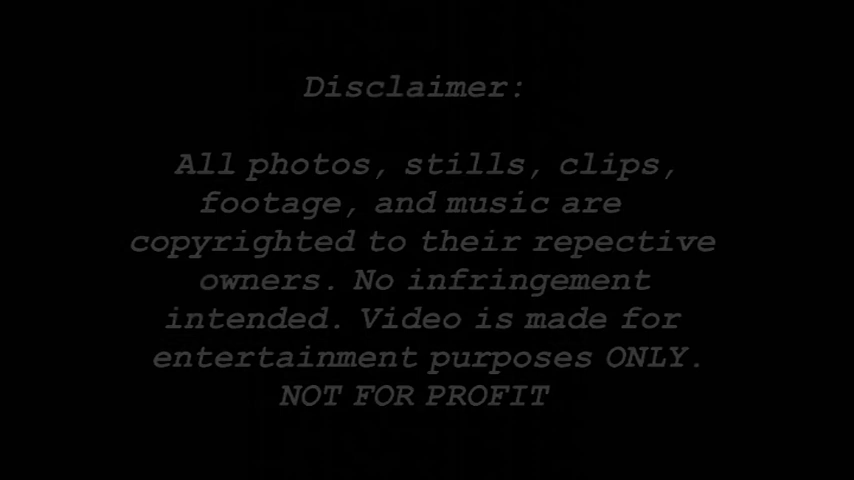 Disclaimer:
All photos, stills, clips,
footage, and music are
copyrighted to their repective
owners. No infringement
intended. Video is made for
entertainment purposes ONLY.
NOT FOR PROFIT